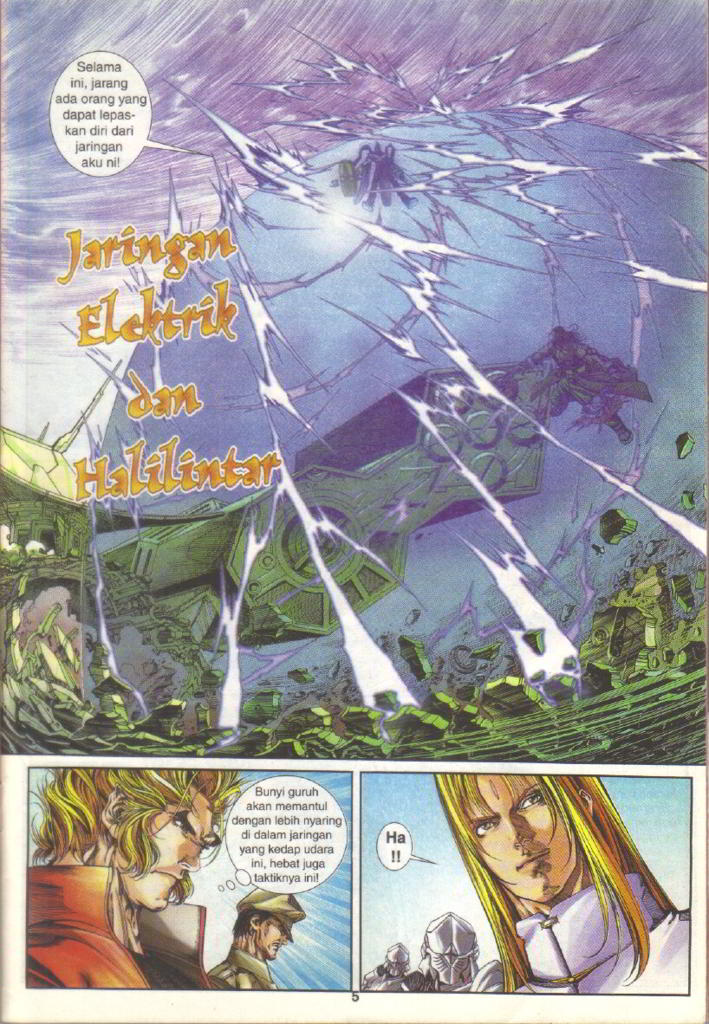 Selama
ini, jarang
ada orang yang
dapat lepas-
kan diri dari
jaringan
aku ni!
Jaringan
Elektrik
dan
Halilintar
Bunyi guruh
akan memantul
dengan lebih nyaring
di dalam jaringan
yang kedap udara
ini, hebat juga
taktiknya ini!
Ha
!!
5